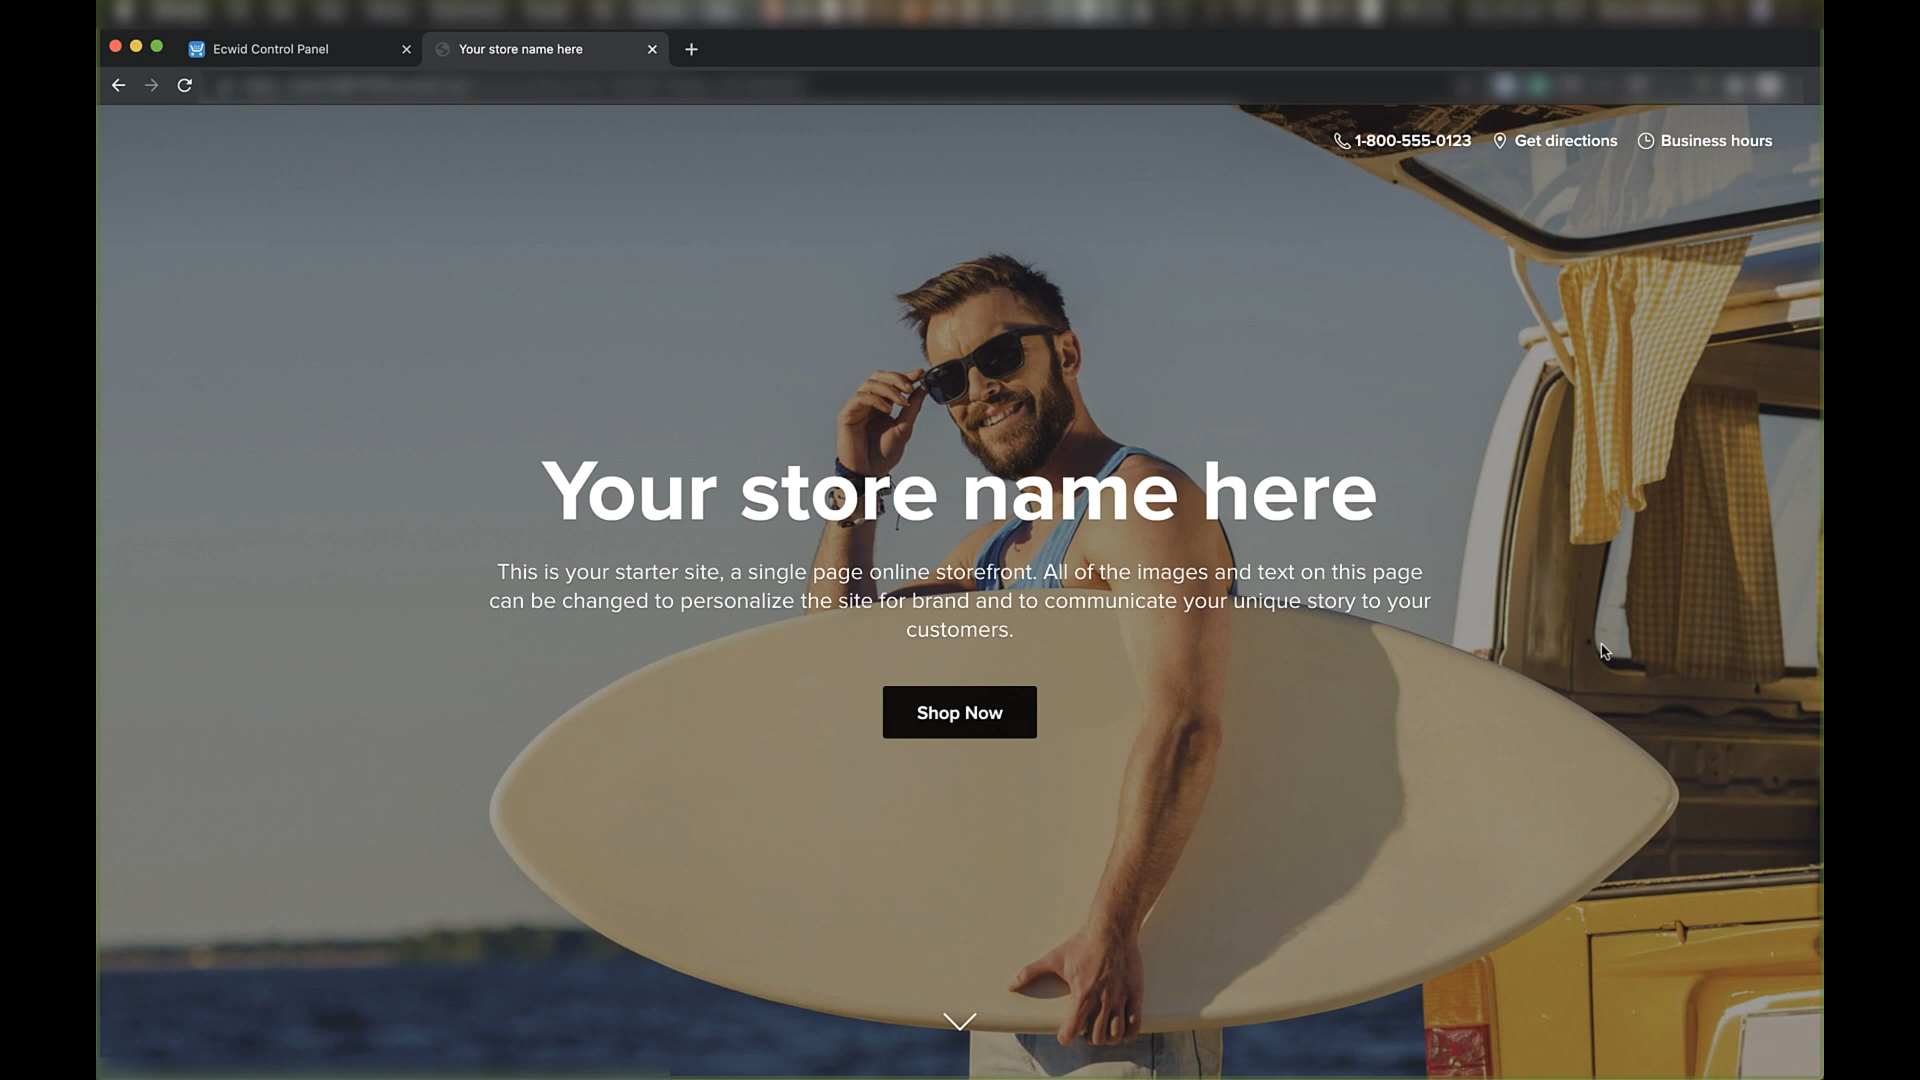 Ecwid Control Panel
Your store name here
1-800-555-0123
Get directions
Business hours
Your store name here
This is your starter site, a single page online storefront. All of the images and text on this page
can be changed to personalize the site for brand and to communicate your unique story to your
customers.
Shop Now